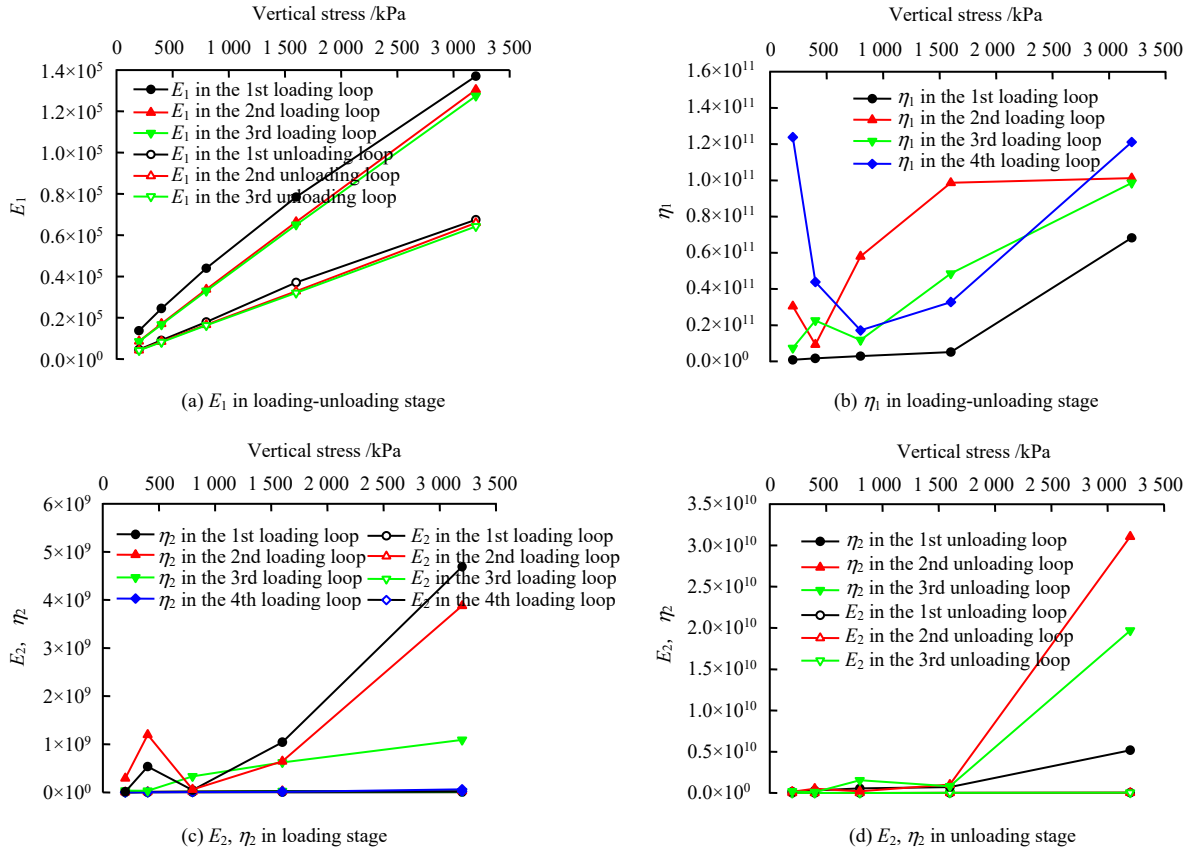 Vertical stress /kPa
0 500 1 000 1 500 2 000 2 500 3 000 3 500
1.4×10⁵
1.2×10⁵
1.0×10⁵
0.8×10⁵
0.6×10⁵
0.4×10⁵
0.2×10⁵
0.0×10⁰
E₁
E₁ in the 1st loading loop
E₁ in the 2nd loading loop
E₁ in the 3rd loading loop
E₁ in the 1st unloading loop
E₁ in the 2nd unloading loop
E₁ in the 3rd unloading loop
(a) E₁ in loading-unloading stage
Vertical stress /kPa
0 500 1 000 1 500 2 000 2 500 3 000 3 500
1.6×10¹¹
1.4×10¹¹
1.2×10¹¹
1.0×10¹¹
0.8×10¹¹
0.6×10¹¹
0.4×10¹¹
0.2×10¹¹
0.0×10⁰
η₁
η₁ in the 1st loading loop
η₁ in the 2nd loading loop
η₁ in the 3rd loading loop
η₁ in the 4th loading loop
(b) η₁ in loading-unloading stage
Vertical stress /kPa
0 500 1 000 1 500 2 000 2 500 3 000 3 500
6×10⁹
5×10⁹
4×10⁹
3×10⁹
2×10⁹
1×10⁹
0×10⁰
E₂, η₂
η₂ in the 1st loading loop
η₂ in the 2nd loading loop
η₂ in the 3rd loading loop
η₂ in the 4th loading loop
E₂ in the 1st loading loop
E₂ in the 2nd loading loop
E₂ in the 3rd loading loop
E₂ in the 4th loading loop
(c) E₂, η₂ in loading stage
Vertical stress /kPa
0 500 1 000 1 500 2 000 2 500 3 000 3 500
3.5×10¹⁰
3.0×10¹⁰
2.5×10¹⁰
2.0×10¹⁰
1.5×10¹⁰
1.0×10¹⁰
0.5×10¹⁰
0.0×10⁰
E₂, η₂
η₂ in the 1st unloading loop
η₂ in the 2nd unloading loop
η₂ in the 3rd unloading loop
E₂ in the 1st unloading loop
E₂ in the 2nd unloading loop
E₂ in the 3rd unloading loop
(d) E₂, η₂ in unloading stage